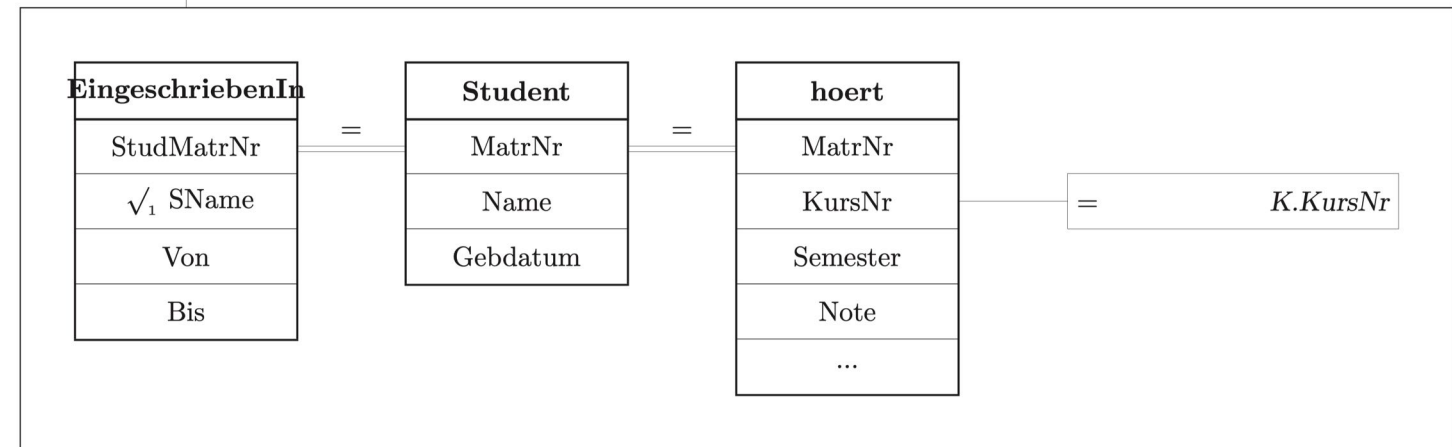 EingeschriebenIn
StudMatrNr
√₁ SName
Von
Bis
=
Student
MatrNr
Name
Gebdatum
=
hoert
MatrNr
KursNr
Semester
Note
...
= K.KursNr